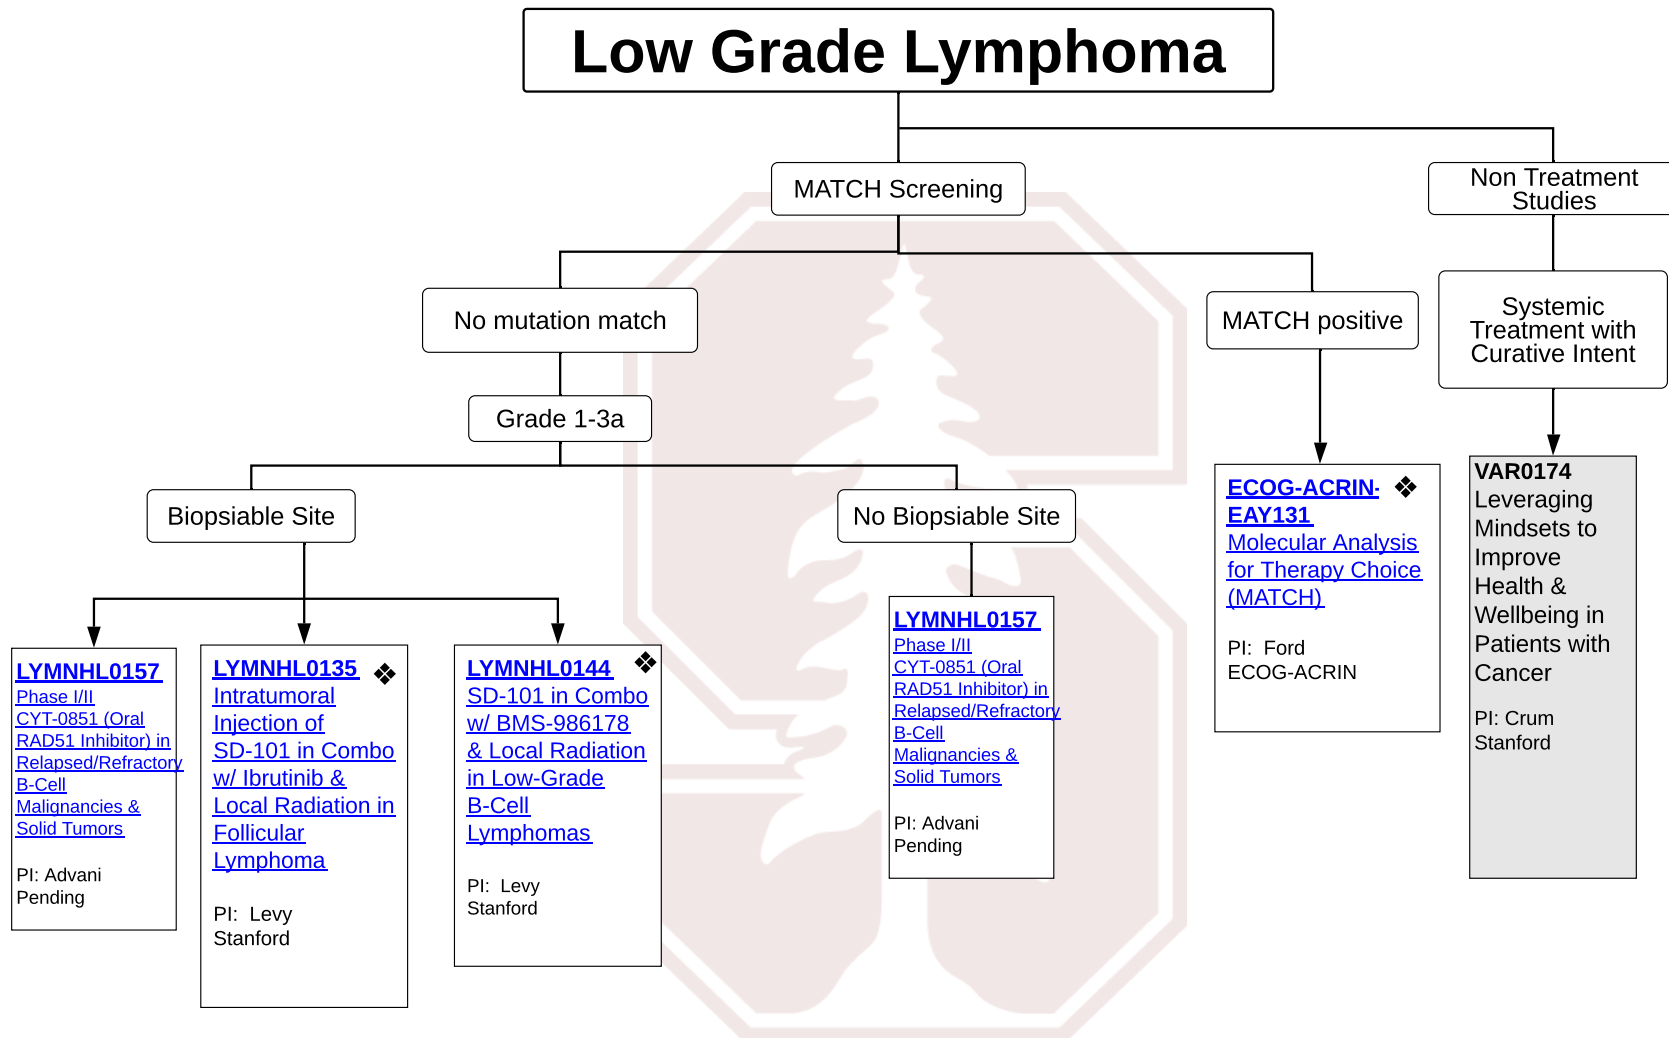 Low Grade Lymphoma
MATCH Screening
Non Treatment
Studies
No mutation match
MATCH positive
Systemic
Treatment with
Curative Intent
Grade 1-3a
Biopsiable Site
No Biopsiable Site
LYMNHL0157
Phase I/II
CYT-0851 (Oral
RAD51 Inhibitor) in
Relapsed/Refractory
B-Cell
Malignancies &
Solid Tumors
PI: Advani
Pending
LYMNHL0135
Intratumoral
Injection of
SD-101 in Combo
w/ Ibrutinib &
Local Radiation in
Follicular
Lymphoma
PI:  Levy
Stanford
LYMNHL0144
SD-101 in Combo
w/ BMS-986178
& Local Radiation
in Low-Grade
B-Cell
Lymphomas
PI:  Levy
Stanford
LYMNHL0157
Phase I/II
CYT-0851 (Oral
RAD51 Inhibitor) in
Relapsed/Refractory
B-Cell
Malignancies &
Solid Tumors
PI: Advani
Pending
ECOG-ACRIN-
EAY131
Molecular Analysis
for Therapy Choice
(MATCH)
PI:  Ford
ECOG-ACRIN
VAR0174
Leveraging
Mindsets to
Improve
Health &
Wellbeing in
Patients with
Cancer
PI: Crum
Stanford